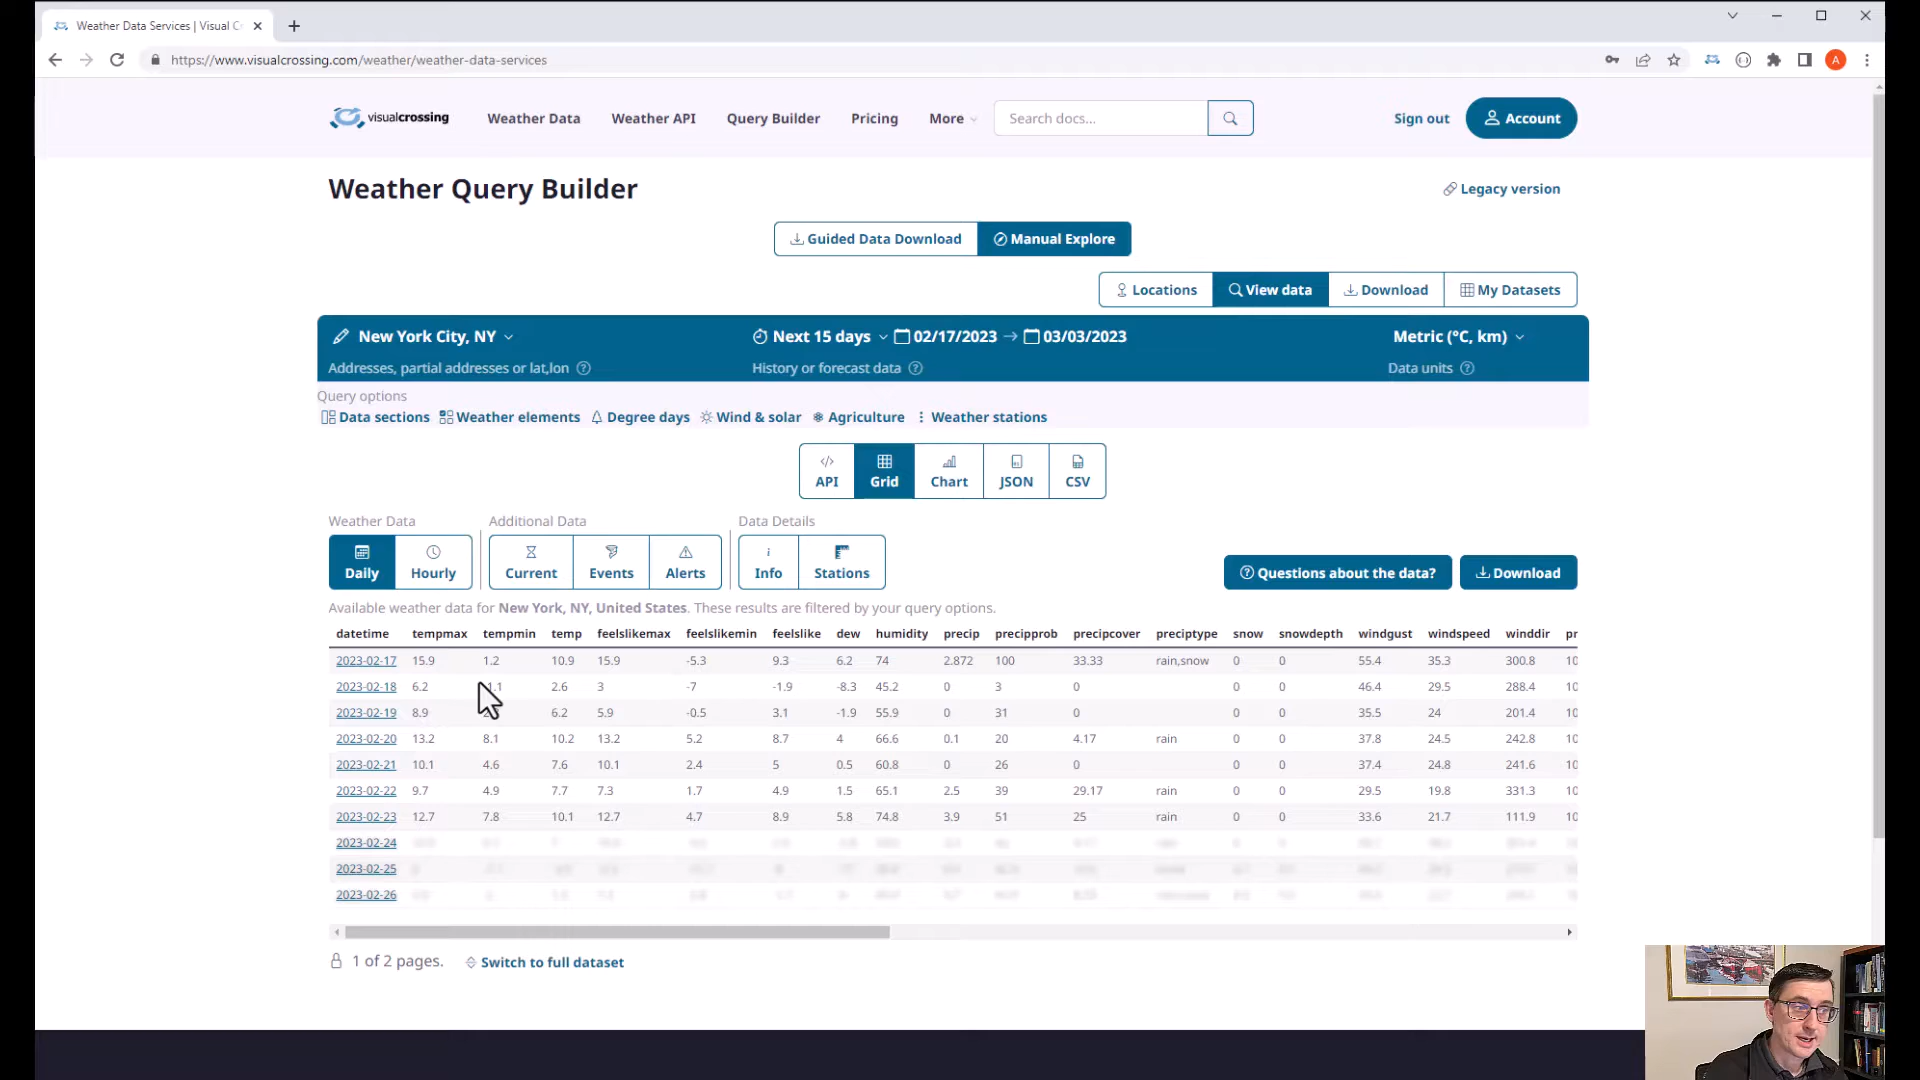 Weather Data Services | Visual C
https://www.visualcrossing.com/weather/weather-data-services
A
visualcrossing Weather Data Weather API Query Builder Pricing More Search docs... Sign out Account
Weather Query Builder
Legacy version
Guided Data Download Manual Explore
Locations View data Download My Datasets
New York City, NY Next 15 days 02/17/2023 → 03/03/2023 Metric (°C, km)
Addresses, partial addresses or lat,lon History or forecast data Data units
Query options
Data sections Weather elements Degree days Wind & solar Agriculture Weather stations
API Grid Chart JSON CSV
Weather Data Additional Data Data Details
Daily Hourly Current Events Alerts Info Stations Questions about the data? Download
Available weather data for New York, NY, United States. These results are filtered by your query options.
datetime tempmax tempmin temp feelslikemax feelslikemin feelslike dew humidity precip precipprob precipcover preciptype snow snowdepth windgust windspeed winddir pr
2023-02-17 15.9 1.2 10.9 15.9 -5.3 9.3 6.2 74 2.872 100 33.33 rain,snow 0 0 55.4 35.3 300.8 10
2023-02-18 6.2 2.6 3 -7 -1.9 -8.3 45.2 0 3 0 0 0 46.4 29.5 288.4 10
2023-02-19 8.9 6.2 5.9 -0.5 3.1 -1.9 55.9 0 31 0 0 0 35.5 24 201.4 10
2023-02-20 13.2 8.1 10.2 13.2 5.2 8.7 4 66.6 0.1 20 4.17 rain 0 0 37.8 24.5 242.8 10
2023-02-21 10.1 4.6 7.6 10.1 2.4 5 0.5 60.8 0 26 0 0 0 37.4 24.8 241.6 10
2023-02-22 9.7 4.9 7.7 7.3 1.7 4.9 1.5 65.1 2.5 39 29.17 rain 0 0 29.5 19.8 331.3 10
2023-02-23 12.7 7.8 10.1 12.7 4.7 8.9 5.8 74.8 3.9 51 25 rain 0 0 33.6 21.7 111.9 10
2023-02-24
2023-02-25
2023-02-26
1 of 2 pages. Switch to full dataset